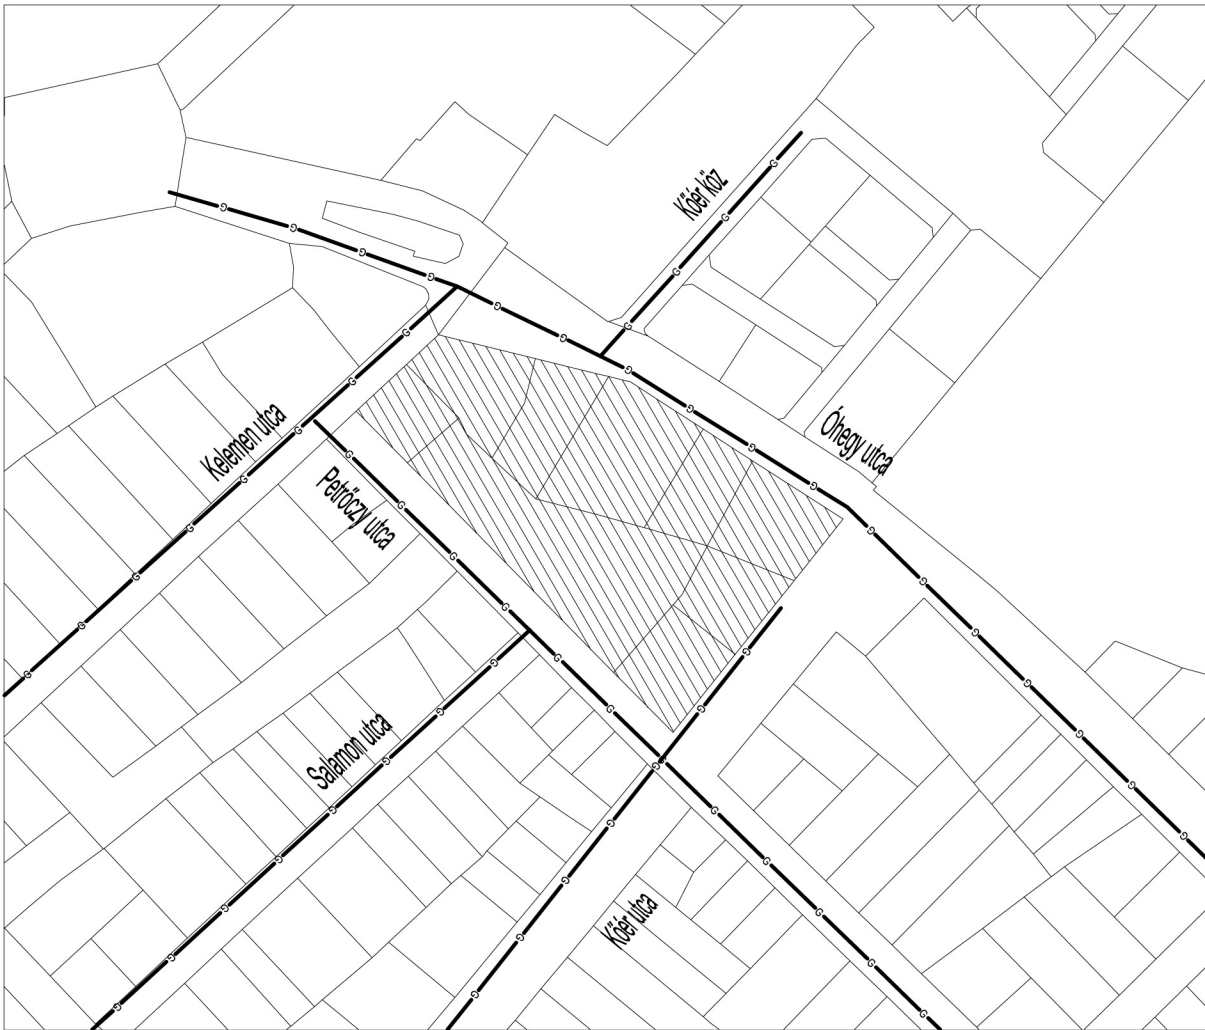 Kőér köz
Kelemen utca
Óhegy utca
Petrőczy utca
Salamon utca
Kőér utca